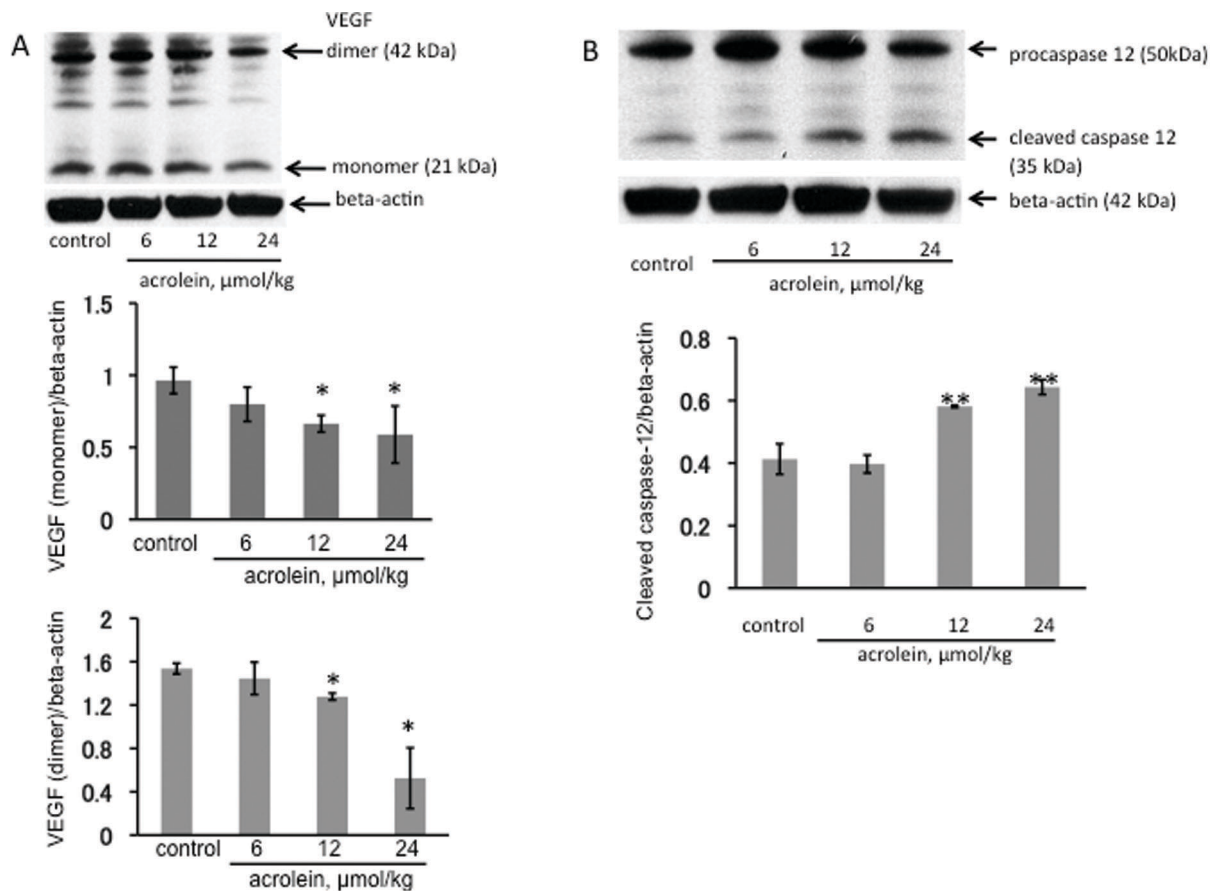 A
VEGF
dimer (42 kDa)
monomer (21 kDa)
beta-actin
control 6 12 24
acrolein, µmol/kg
VEGF (monomer)/beta-actin
1.5
1
0.5
0
* *
control 6 12 24
acrolein, µmol/kg
VEGF (dimer)/beta-actin
2
1.6
1.2
0.8
0.4
0
*
*
control 6 12 24
acrolein, µmol/kg
B
procaspase 12 (50kDa)
cleaved caspase 12
(35 kDa)
beta-actin (42 kDa)
control 6 12 24
acrolein, µmol/kg
Cleaved caspase-12/beta-actin
0.8
0.6
0.4
0.2
0
**
**
control 6 12 24
acrolein, µmol/kg